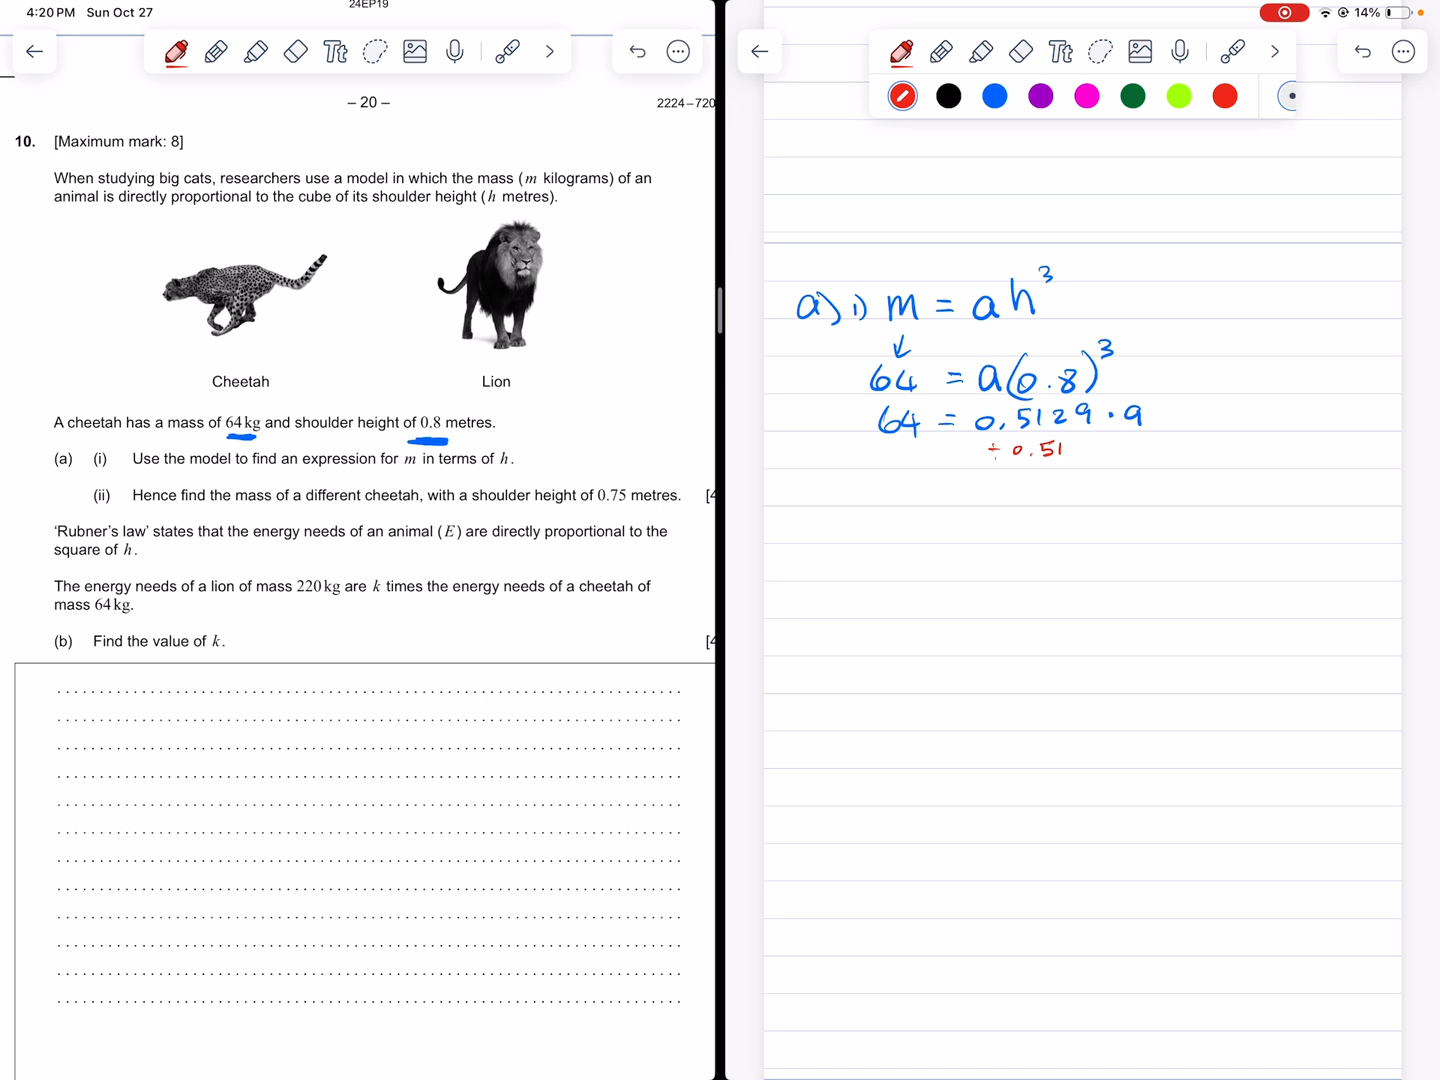 4:20 PM Sun Oct 27
24EP19
14%
Tt
Tt
– 20 –
2224–720
10. [Maximum mark: 8]
When studying big cats, researchers use a model in which the mass (m kilograms) of an
animal is directly proportional to the cube of its shoulder height (h metres).
Cheetah
Lion
A cheetah has a mass of 64 kg and shoulder height of 0.8 metres.
(a) (i) Use the model to find an expression for m in terms of h.
(ii) Hence find the mass of a different cheetah, with a shoulder height of 0.75 metres. [4
‘Rubner’s law’ states that the energy needs of an animal (E) are directly proportional to the
square of h.
The energy needs of a lion of mass 220 kg are k times the energy needs of a cheetah of
mass 64 kg.
(b) Find the value of k. [4
a) i) m = ah³
64 = a(0.8)³
64 = 0.5129 · a
÷ 0.51